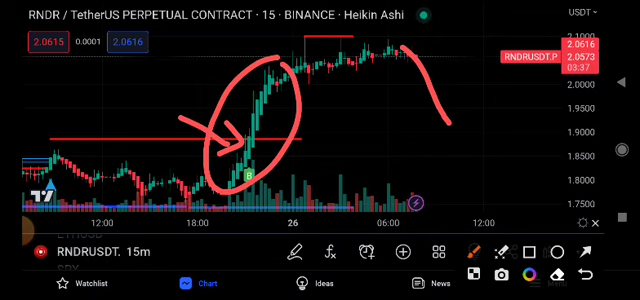 RNDR / TetherUS PERPETUAL CONTRACT · 15 · BINANCE · Heikin Ashi
USDT
2.0615 0.0001 2.0616
2.1000
2.0616
RNDRUSDT.P 2.0573
03:37
2.0000
1.9500
1.9000
1.8500
1.8000
1.7500
B
12:00 18:00 26 06:00 12:00
RNDRUSDT. 15m
Watchlist Chart Ideas News Menu